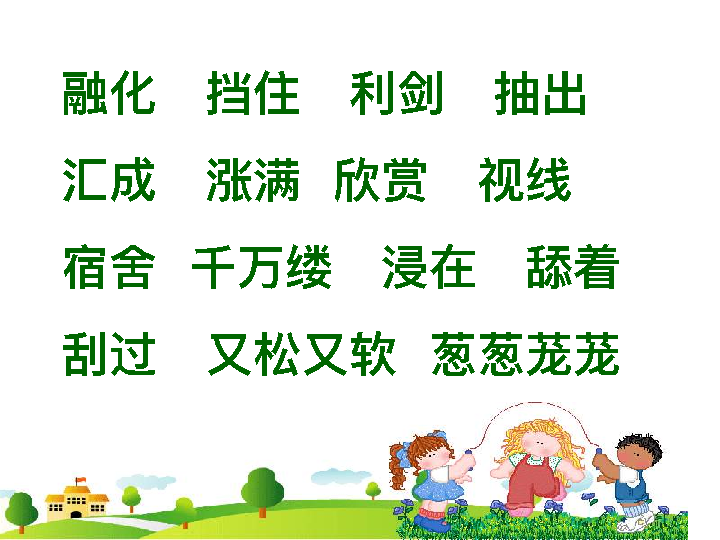 融化 挡住 利剑 抽出
汇成 涨满 欣赏 视线
宿舍 千万缕 浸在 舔着
刮过 又松又软 葱葱茏茏